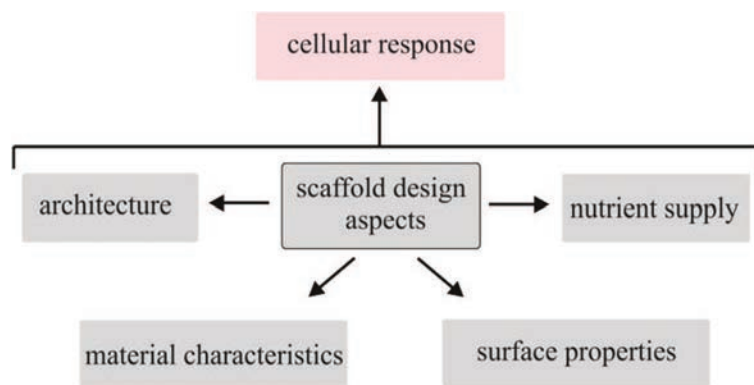 cellular response
scaffold design
aspects
architecture
nutrient supply
material characteristics
surface properties